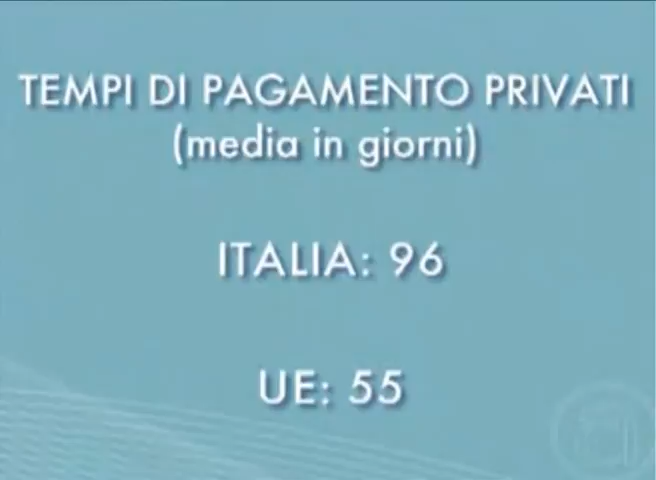 TEMPI DI PAGAMENTO PRIVATI
(media in giorni)
ITALIA: 96
UE: 55